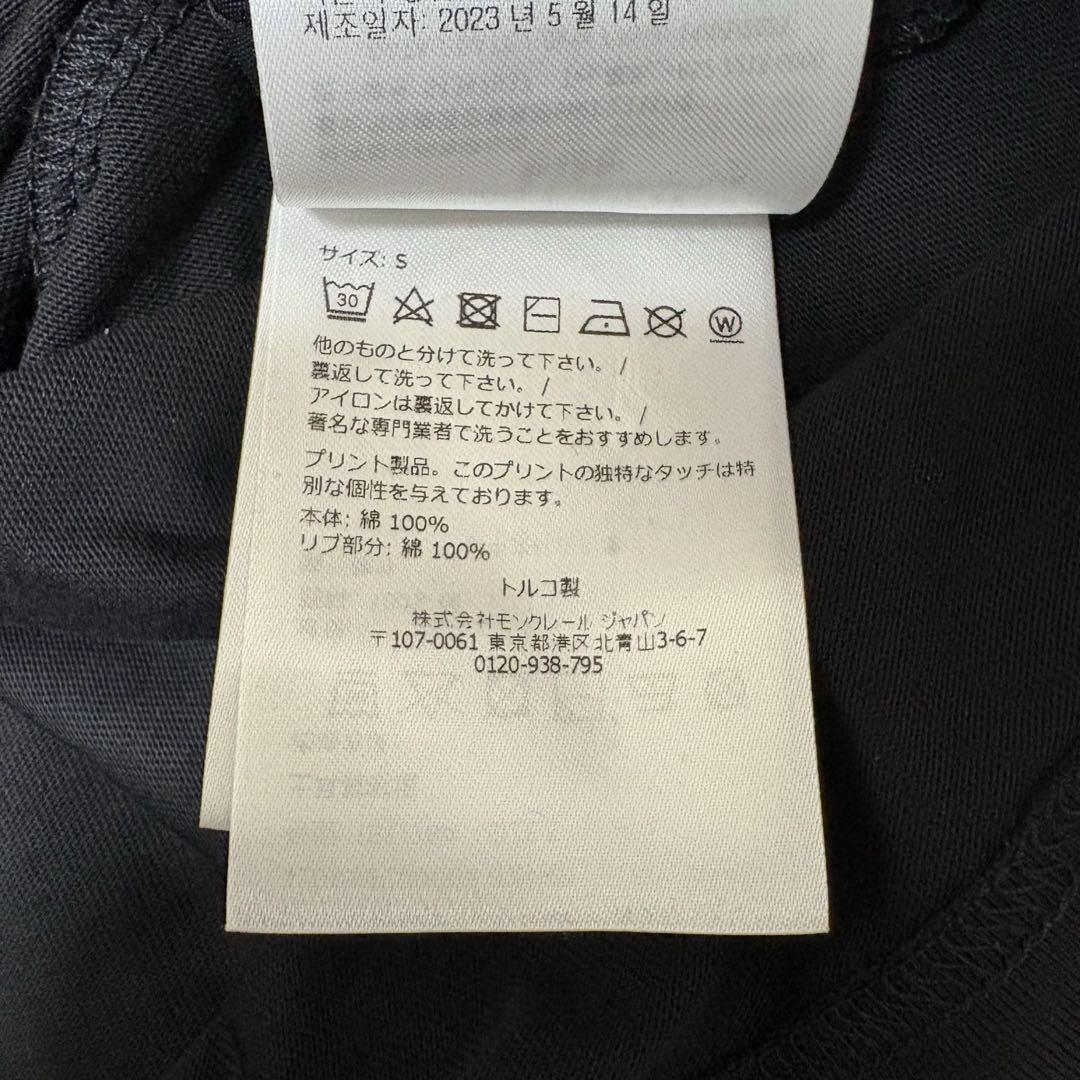 제조일자: 2023 년 5 월 14 일
サイズ: S
30
W
他のものと分けて洗って下さい。 /
裏返して洗って下さい。 /
アイロンは裏返してかけて下さい。 /
著名な専門業者で洗うことをおすすめします。
プリント製品。このプリントの独特なタッチは特
別な個性を与えております。
本体: 綿 100%
リブ部分: 綿 100%
トルコ製
株式会社モンクレール ジャパン
〒107-0061 東京都港区北青山3-6-7
0120-938-795